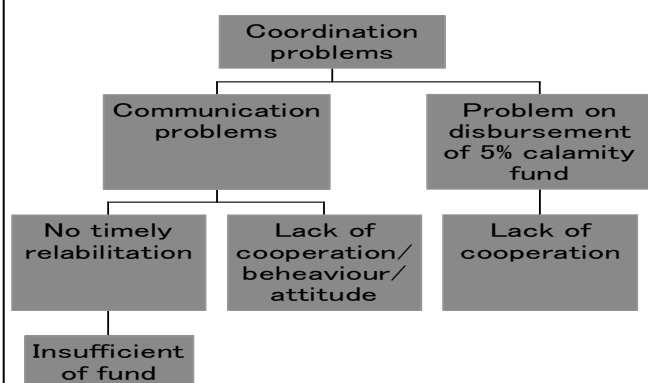 Coordination
problems
Communication
problems
Problem on
disbursement
of 5% calamity
fund
No timely
relabilitation
Lack of
cooperation/
beheaviour/
attitude
Lack of
cooperation
Insufficient
of fund